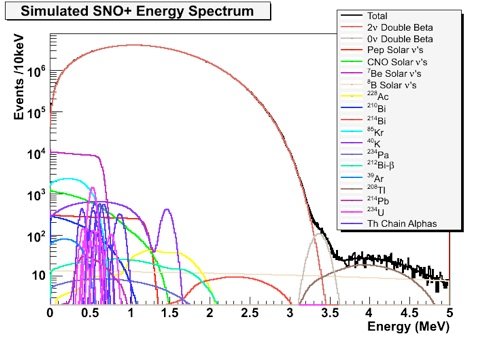 Simulated SNO+ Energy Spectrum
Events /10keV
10⁶
10⁵
10⁴
10³
10²
10
0 0.5 1 1.5 2 2.5 3 3.5 4 4.5 5
Energy (MeV)
Total
2ν Double Beta
0ν Double Beta
Pep Solar ν's
CNO Solar ν's
⁷Be Solar ν's
⁸B Solar ν's
²²⁸Ac
²¹⁰Bi
²¹⁴Bi
⁸⁵Kr
⁴⁰K
²³⁴Pa
²¹²Bi-β
³⁹Ar
²⁰⁸Tl
²¹⁴Pb
²³⁴U
Th Chain Alphas